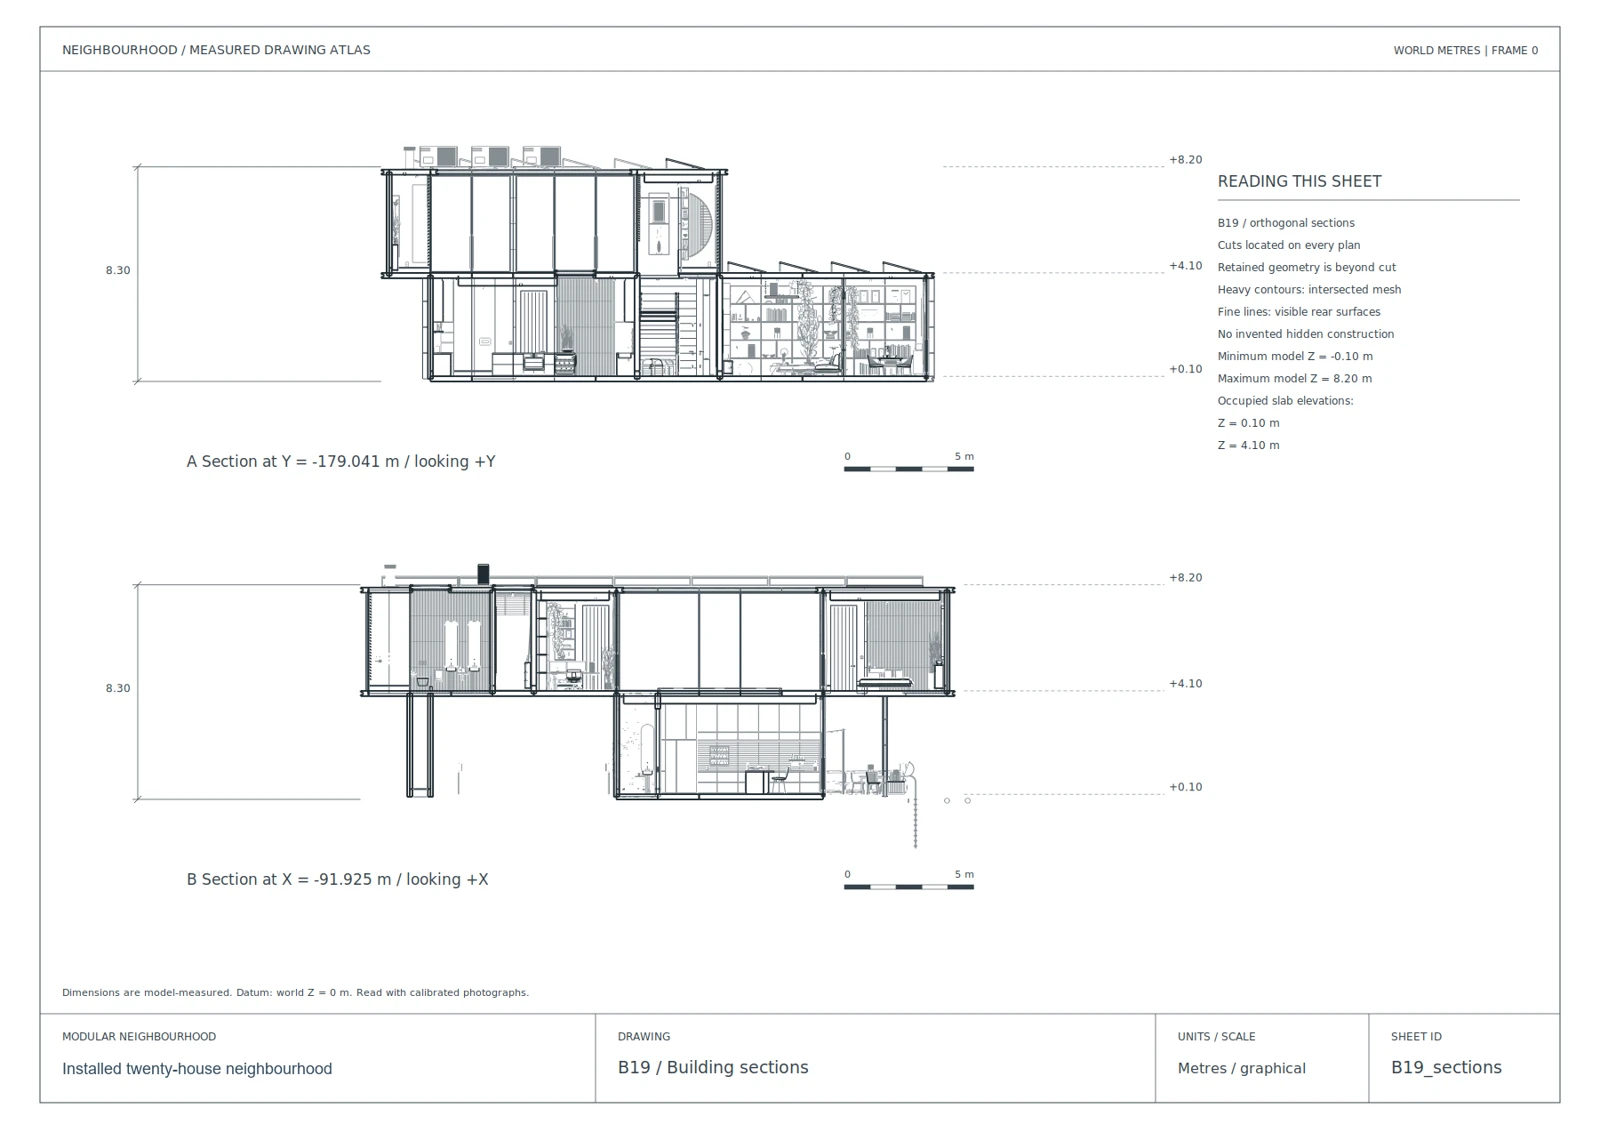 NEIGHBOURHOOD / MEASURED DRAWING ATLAS
WORLD METRES | FRAME 0
+8.20
8.30
+4.10
+0.10
READING THIS SHEET
B19 / orthogonal sections
Cuts located on every plan
Retained geometry is beyond cut
Heavy contours: intersected mesh
Fine lines: visible rear surfaces
No invented hidden construction
Minimum model Z = -0.10 m
Maximum model Z = 8.20 m
Occupied slab elevations:
Z = 0.10 m
Z = 4.10 m
A Section at Y = -179.041 m / looking +Y
0 5 m
+8.20
8.30
+4.10
+0.10
B Section at X = -91.925 m / looking +X
0 5 m
Dimensions are model-measured. Datum: world Z = 0 m. Read with calibrated photographs.
MODULAR NEIGHBOURHOOD
Installed twenty-house neighbourhood
DRAWING
B19 / Building sections
UNITS / SCALE
Metres / graphical
SHEET ID
B19_sections